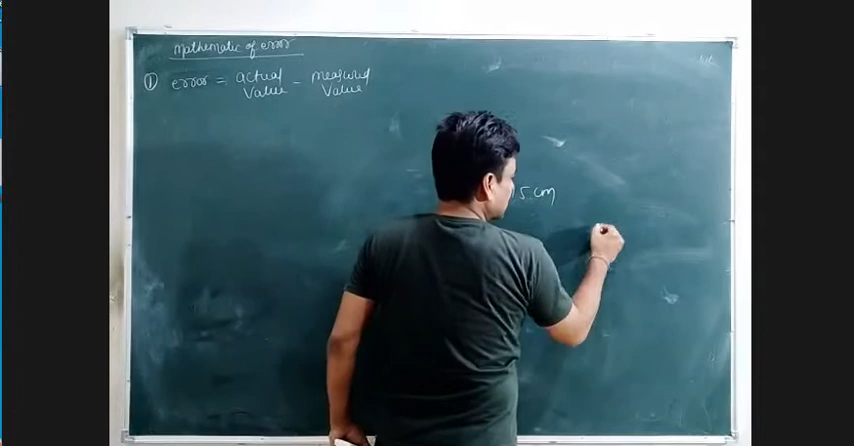 Mathematic of error
① error = actual value - measured value
5 cm